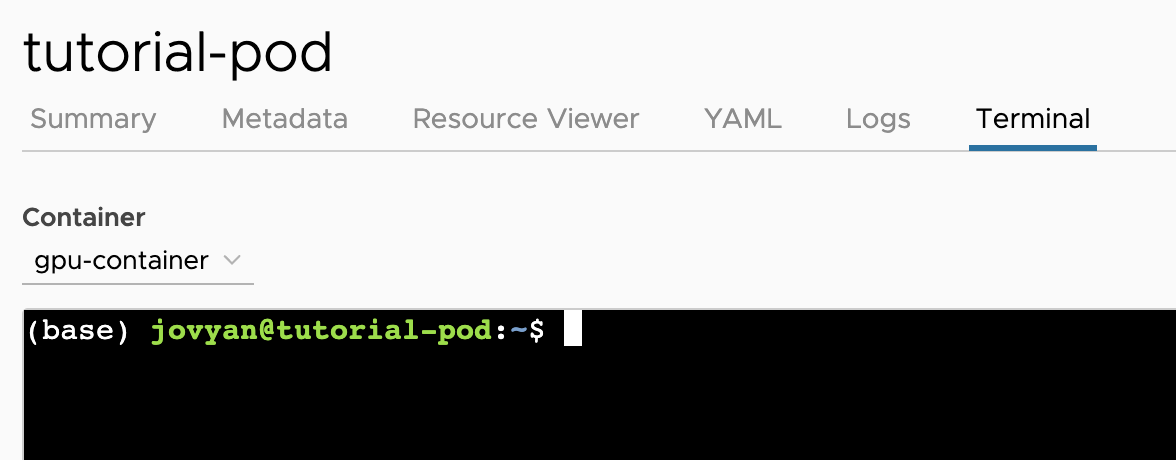 tutorial-pod
Summary Metadata Resource Viewer YAML Logs Terminal
Container
gpu-container
(base) jovyan@tutorial-pod:~$